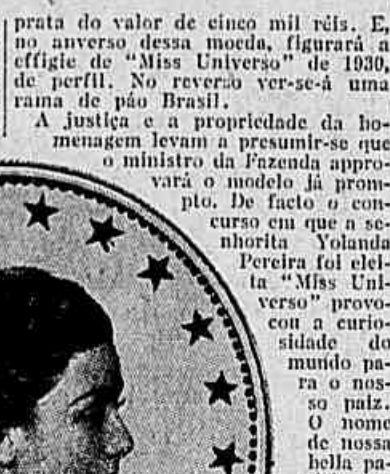 prata do valor de cinco mil réis. E,
no anverso dessa moeda, figurará a
effigie de "Miss Universo" de 1930,
de perfil. No reverso ver-se-á uma
rama de páo Brasil.
A justiça e a propriedade da ho-
menagem levam a presumir-se que
o ministro da Fazenda appro-
vará o modelo já prom-
pto. De facto o con-
curso em que a se-
nhorita Yolanda
Pereira foi elei-
ta "Miss Uni-
verso" provo-
cou a curio-
sidade do
mundo pa-
ra o nos-
so paiz.
O nome
de nossa
bella pa-